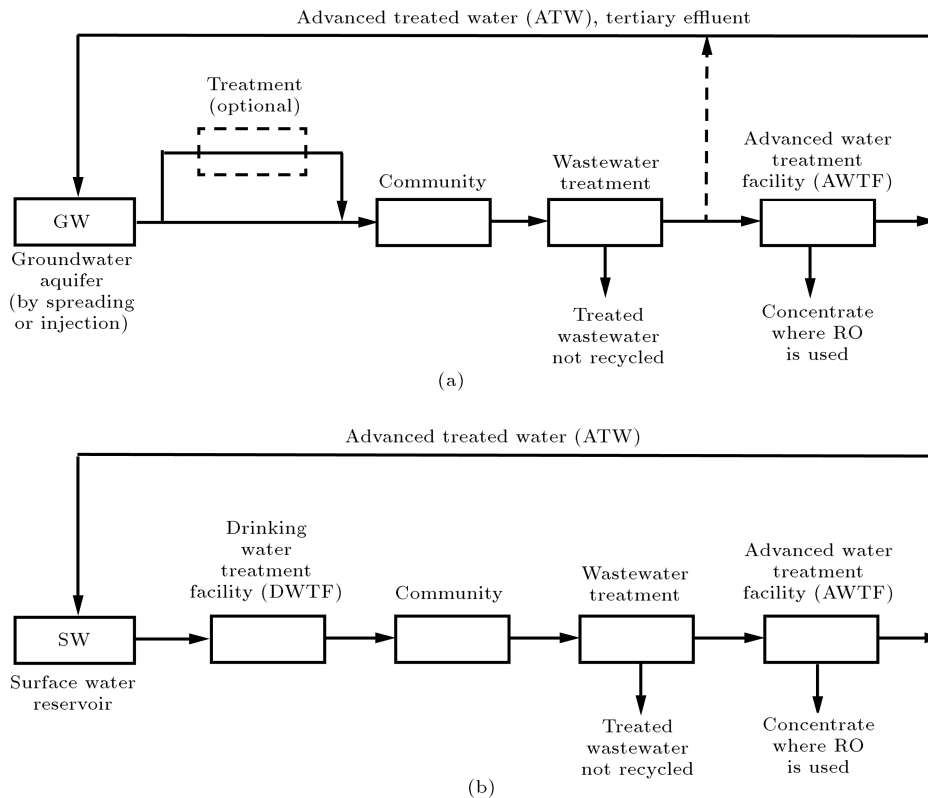 Advanced treated water (ATW), tertiary effluent
Treatment
(optional)
Advanced water
treatment
facility (AWTF)
Wastewater
treatment
Community
GW
Groundwater
aquifer
(by spreading
or injection)
Treated
wastewater
not recycled
Concentrate
where RO
is used
(a)
Advanced treated water (ATW)
Drinking
water
treatment
facility (DWTF)
Community
Wastewater
treatment
Advanced water
treatment
facility (AWTF)
SW
Surface water
reservoir
Treated
wastewater
not recycled
Concentrate
where RO
is used
(b)